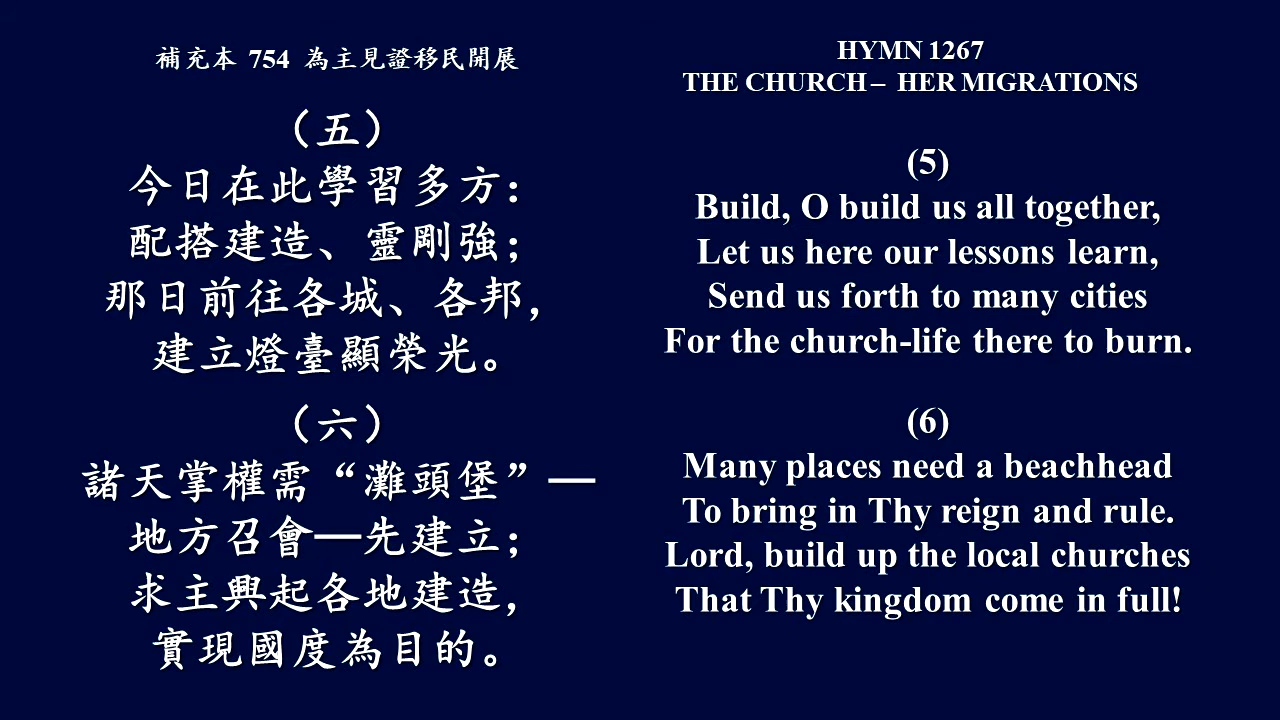 補充本 754 為主見證移民開展
（五）
今日在此學習多方：
配搭建造、靈剛強；
那日前往各城、各邦，
建立燈臺顯榮光。
（六）
諸天掌權需“灘頭堡”—
地方召會—先建立；
求主興起各地建造，
實現國度為目的。
HYMN 1267
THE CHURCH – HER MIGRATIONS
(5)
Build, O build us all together,
Let us here our lessons learn,
Send us forth to many cities
For the church-life there to burn.
(6)
Many places need a beachhead
To bring in Thy reign and rule.
Lord, build up the local churches
That Thy kingdom come in full!